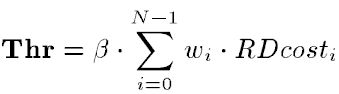 Thr = β · ∑_{i=0}^{N−1} w_i · RDcost_i